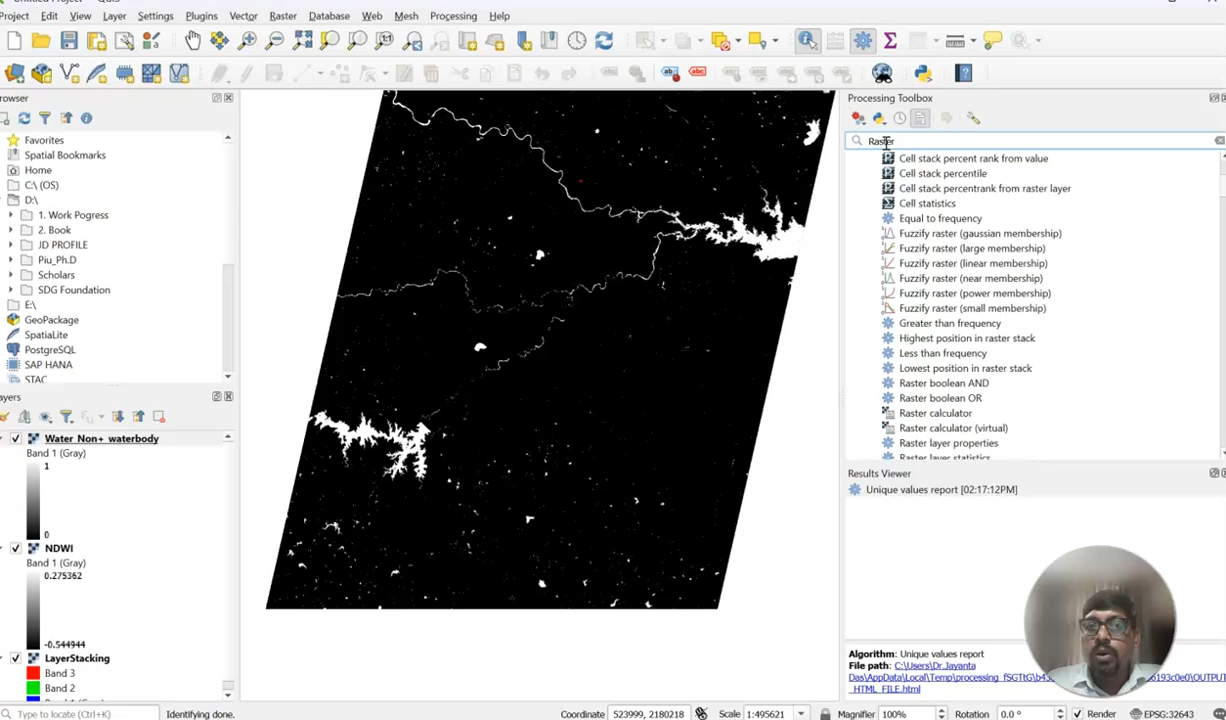 Project Edit View Layer Settings Plugins Vector Raster Database Web Mesh Processing Help
Browser
Favorites
Spatial Bookmarks
Home
C:\ (OS)
D:\
1. Work Pogress
2. Book
JD PROFILE
Piu_Ph.D
Scholars
SDG Foundation
E:\
GeoPackage
SpatiaLite
PostgreSQL
SAP HANA
STAC
Layers
Water_Non+_waterbody
Band 1 (Gray)
1
0
NDWI
Band 1 (Gray)
0.275362
-0.544944
LayerStacking
Band 3
Band 2
Processing Toolbox
Raster
Cell stack percent rank from value
Cell stack percentile
Cell stack percentrank from raster layer
Cell statistics
Equal to frequency
Fuzzify raster (gaussian membership)
Fuzzify raster (large membership)
Fuzzify raster (linear membership)
Fuzzify raster (near membership)
Fuzzify raster (power membership)
Fuzzify raster (small membership)
Greater than frequency
Highest position in raster stack
Less than frequency
Lowest position in raster stack
Raster boolean AND
Raster boolean OR
Raster calculator
Raster calculator (virtual)
Raster layer properties
Raster layer statistics
Results Viewer
Unique values report [02:17:12PM]
Algorithm: Unique values report
File path: C:\Users\Dr.Jayanta
_HTML_FILE.html
Type to locate (Ctrl+K) Identifying done. Coordinate 523999, 2180218 Scale 1:495621 Magnifier 100% Rotation 0.0 ° Render EPSG:32643